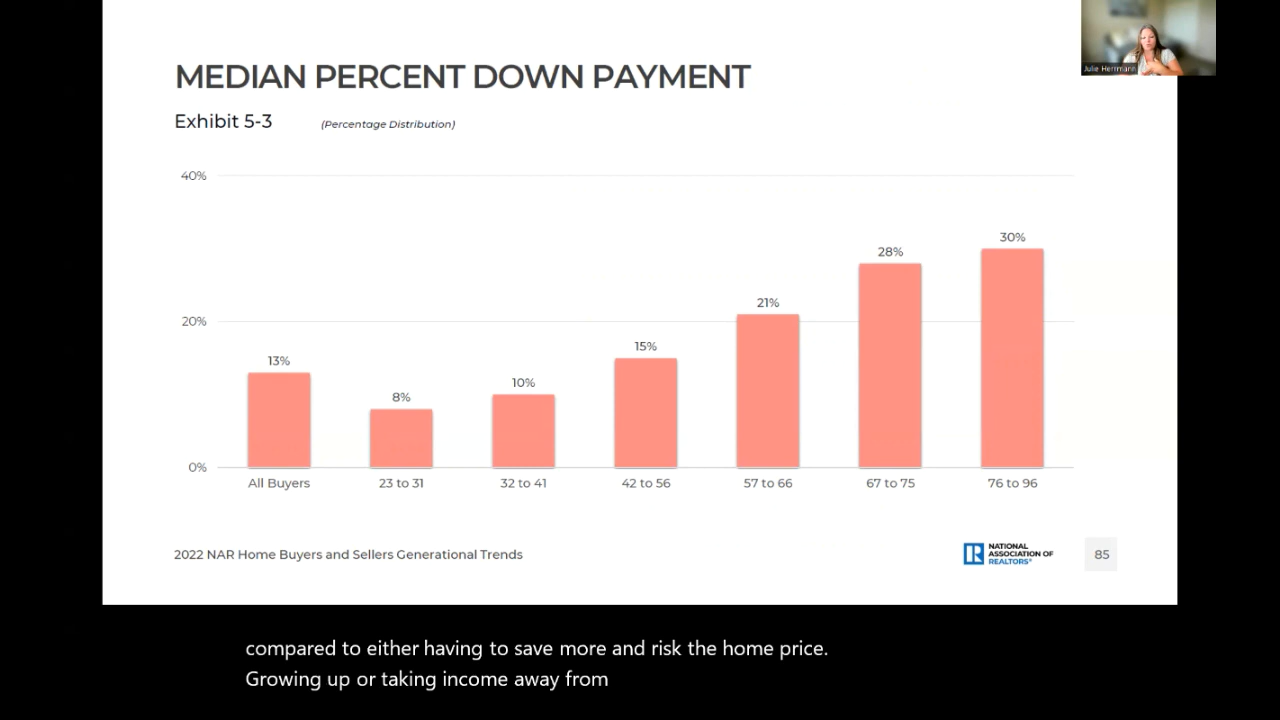 Julie Herrmann
MEDIAN PERCENT DOWN PAYMENT
Exhibit 5-3 (Percentage Distribution)
40%
20%
0%
13%
8%
10%
15%
21%
28%
30%
All Buyers 23 to 31 32 to 41 42 to 56 57 to 66 67 to 75 76 to 96
2022 NAR Home Buyers and Sellers Generational Trends
NATIONAL
ASSOCIATION OF
REALTORS®
85
compared to either having to save more and risk the home price.
Growing up or taking income away from